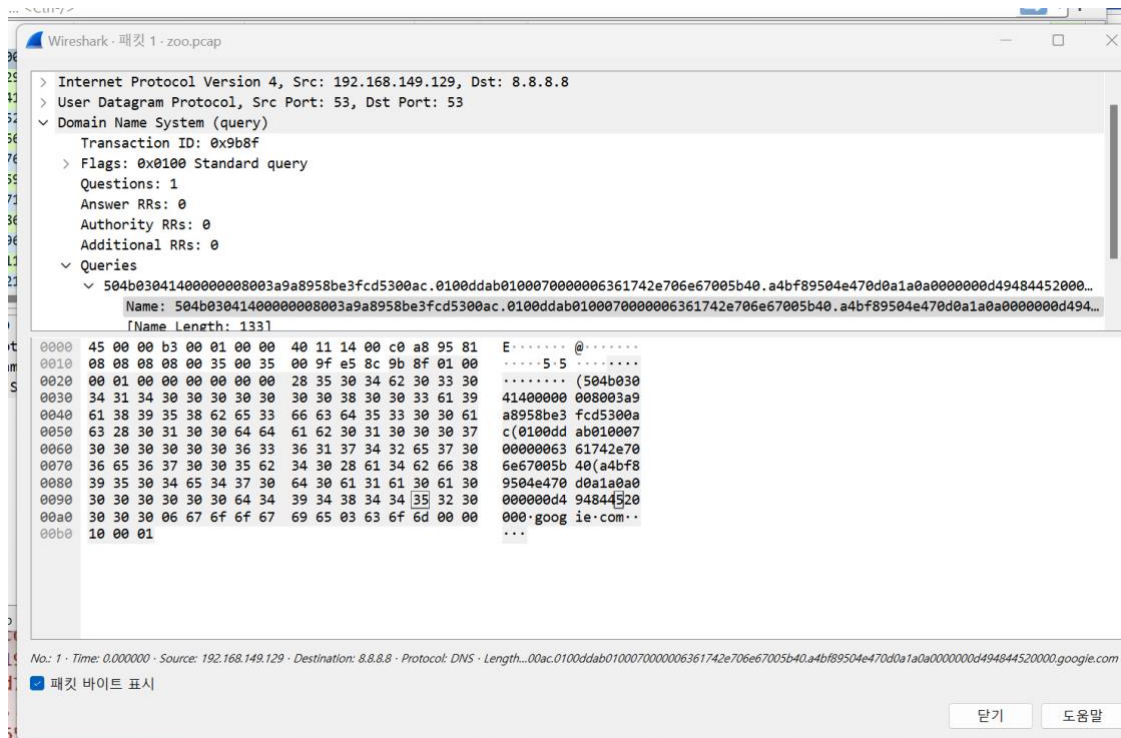 Wireshark · 패킷 1 · zoo.pcap
> Internet Protocol Version 4, Src: 192.168.149.129, Dst: 8.8.8.8
> User Datagram Protocol, Src Port: 53, Dst Port: 53
Domain Name System (query)
Transaction ID: 0x9b8f
> Flags: 0x0100 Standard query
Questions: 1
Answer RRs: 0
Authority RRs: 0
Additional RRs: 0
Queries
504b03041400000008003a9a8958be3fcd5300ac.0100ddab0100070000006361742e706e67005b40.a4bf89504e470d0a1a0a0000000d49484452000…
Name: 504b03041400000008003a9a8958be3fcd5300ac.0100ddab0100070000006361742e706e67005b40.a4bf89504e470d0a1a0a0000000d494…
[Name Length: 133]
0000 45 00 00 b3 00 01 00 00 40 11 14 00 c0 a8 95 81 E·······@·······
0010 08 08 08 08 00 35 00 35 00 9f e5 8c 9b 8f 01 00 ·····5·5········
0020 00 01 00 00 00 00 00 00 28 35 30 34 62 30 33 30 ········(504b030
0030 34 31 34 30 30 30 30 30 30 30 38 30 30 33 61 39 41400000 008003a9
0040 61 38 39 35 38 62 65 33 66 63 64 35 33 30 30 61 a8958be3 fcd5300a
0050 63 28 30 31 30 30 64 64 61 62 30 31 30 30 30 37 c(0100dd ab010007
0060 30 30 30 30 30 30 36 33 36 31 37 34 32 65 37 30 00000063 61742e70
0070 36 65 36 37 30 30 35 62 34 30 28 61 34 62 66 38 6e67005b 40(a4bf8
0080 39 35 30 34 65 34 37 30 64 30 61 31 61 30 61 30 9504e470 d0a1a0a0
0090 30 30 30 30 30 30 64 34 39 34 38 34 34 35 32 30 000000d4 94844520
00a0 30 30 30 06 67 6f 6f 67 69 65 03 63 6f 6d 00 00 000·goog ie·com··
00b0 10 00 01 ···
No.: 1 · Time: 0.000000 · Source: 192.168.149.129 · Destination: 8.8.8.8 · Protocol: DNS · Length…00ac.0100ddab0100070000006361742e706e67005b40.a4bf89504e470d0a1a0a0000000d494844520000.googie.com
패킷 바이트 표시
닫기
도움말